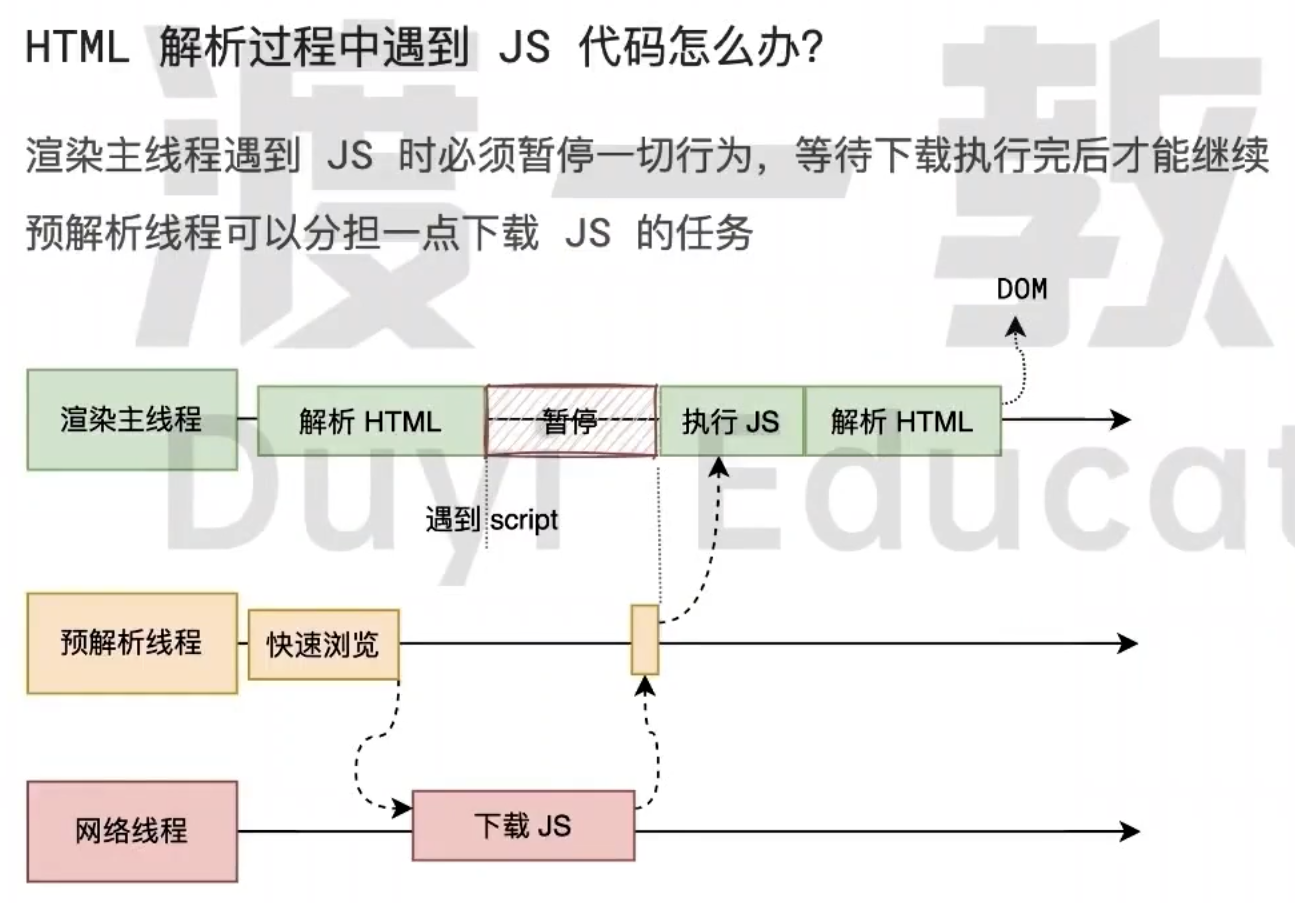 HTML 解析过程中遇到 JS 代码怎么办？
渲染主线程遇到 JS 时必须暂停一切行为，等待下载执行完后才能继续
预解析线程可以分担一点下载 JS 的任务
DOM
渲染主线程
解析 HTML
暂停
执行 JS
解析 HTML
遇到 script
预解析线程
快速浏览
网络线程
下载 JS
渡一教
Duyi Educat